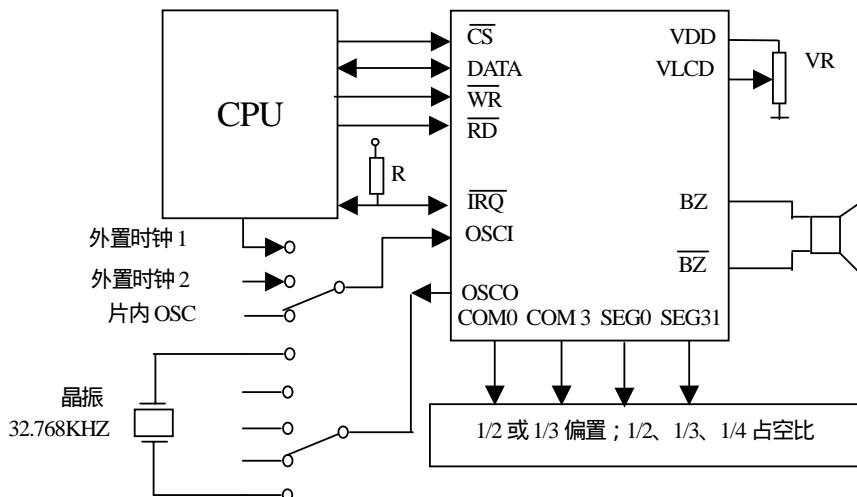 CPU
CS
DATA
WR
RD
IRQ
OSCI
OSCO
VDD
VLCD
BZ
BZ
COM0 COM 3 SEG0 SEG31
VR
R
外置时钟 1
外置时钟 2
片内 OSC
晶振
32.768KHZ
1/2 或 1/3 偏置；1/2、1/3、1/4 占空比